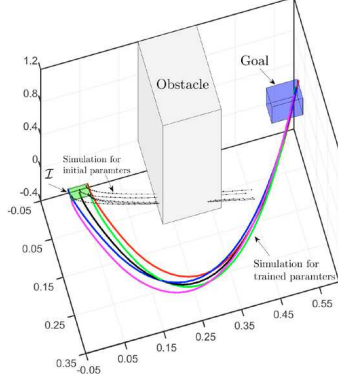 1.2
0.8
Goal
Obstacle
0.4
0
Simulation for
initial paramters
I
-0.4
-0.05
0.05
0.15
0.25
0.35
Simulation for
trained paramters
-0.05
0.05
0.15
0.25
0.35
0.45
0.55